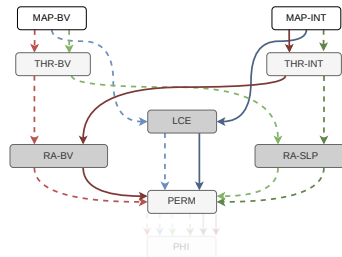 MAP-BV
MAP-INT
THR-BV
THR-INT
LCE
RA-BV
RA-SLP
PERM
PHI